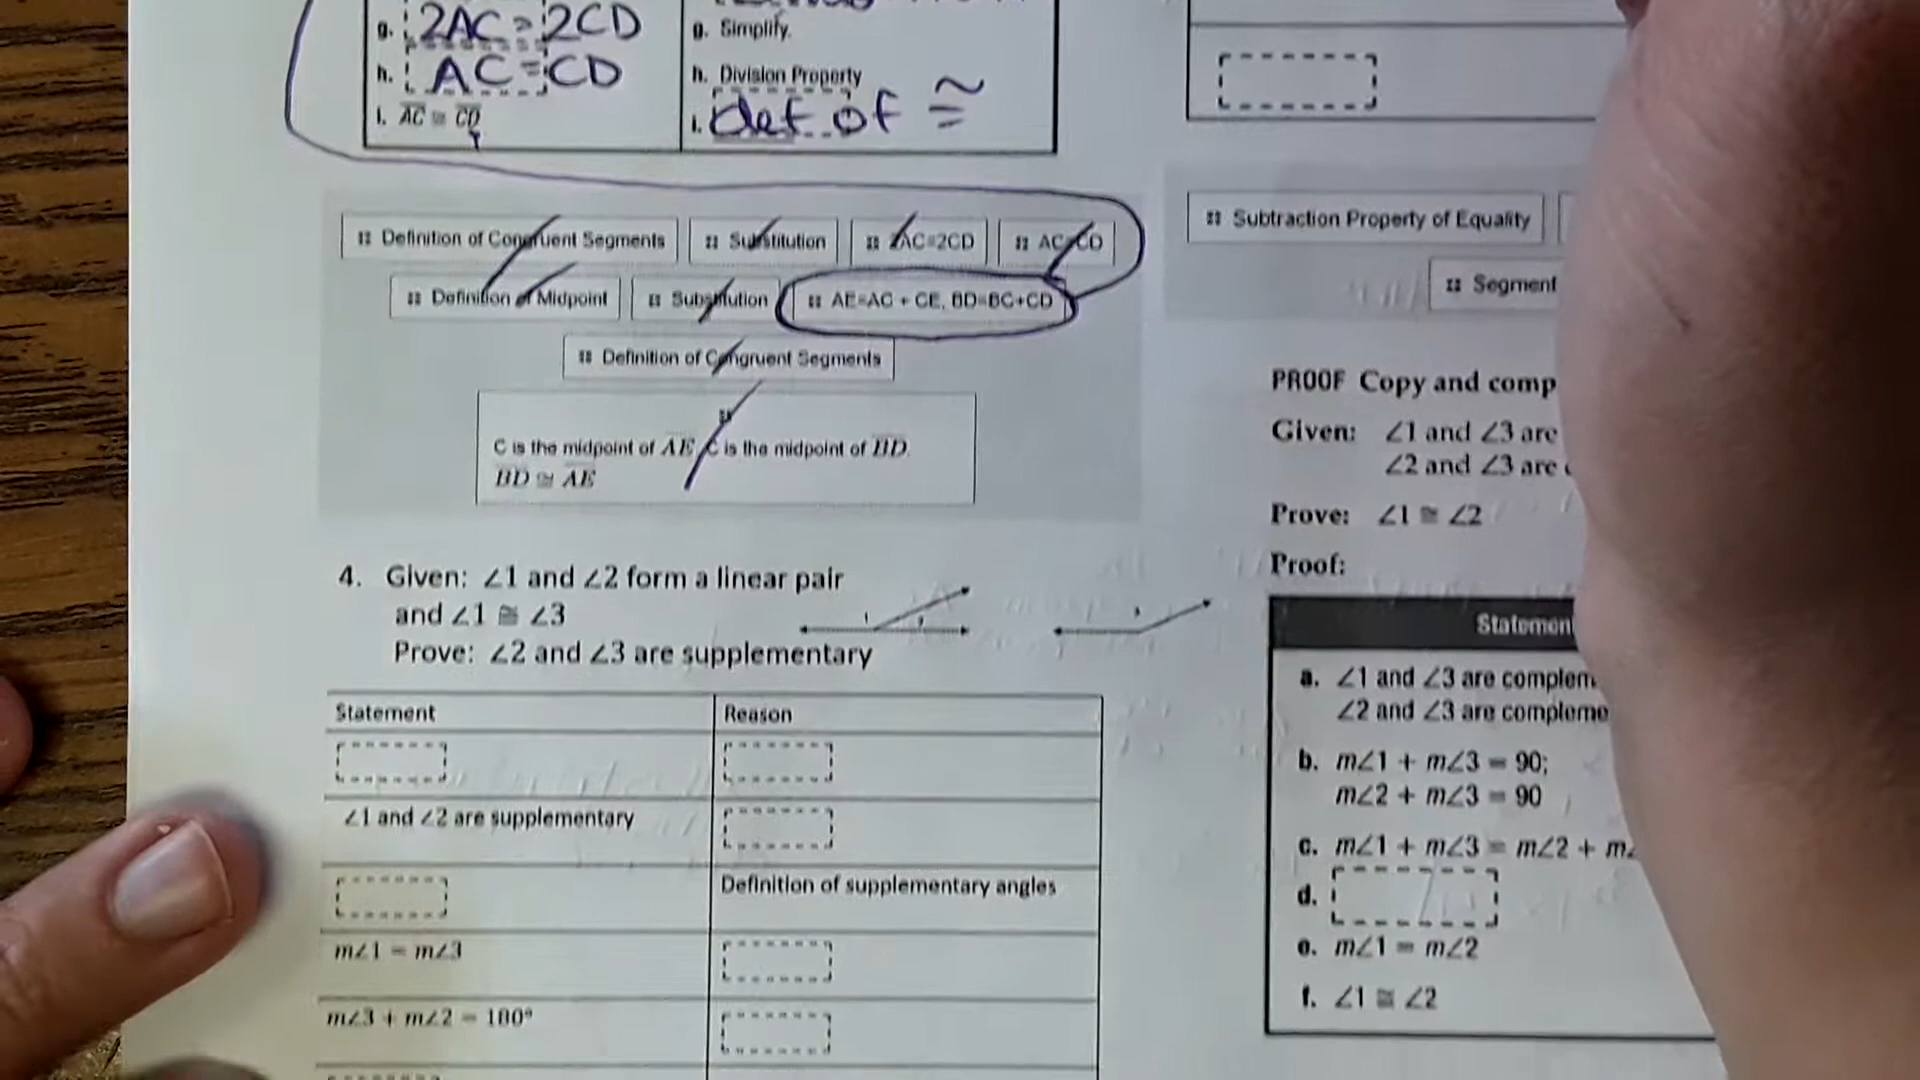 g. 2AC = 2CD
g. Simplify.
h. AC = CD
h. Division Property
i. AC ≅ CD
i. def of ≅
Definition of Congruent Segments
Substitution
2AC=2CD
AC=CD
Definition of Midpoint
Substitution
AE=AC + CE, BD=BC+CD
Definition of Congruent Segments
C is the midpoint of AE C is the midpoint of BD.
BD ≅ AE
4. Given: ∠1 and ∠2 form a linear pair
and ∠1 ≅ ∠3
Prove: ∠2 and ∠3 are supplementary
Statement
Reason
∠1 and ∠2 are supplementary
Definition of supplementary angles
m∠1 = m∠3
m∠3 + m∠2 = 180°
Subtraction Property of Equality
Segment
PROOF Copy and comp
Given: ∠1 and ∠3 are
∠2 and ∠3 are
Prove: ∠1 ≅ ∠2
Proof:
Statemen
a. ∠1 and ∠3 are complem
∠2 and ∠3 are compleme
b. m∠1 + m∠3 = 90;
m∠2 + m∠3 = 90
c. m∠1 + m∠3 = m∠2 + m∠
d.
e. m∠1 = m∠2
f. ∠1 ≅ ∠2